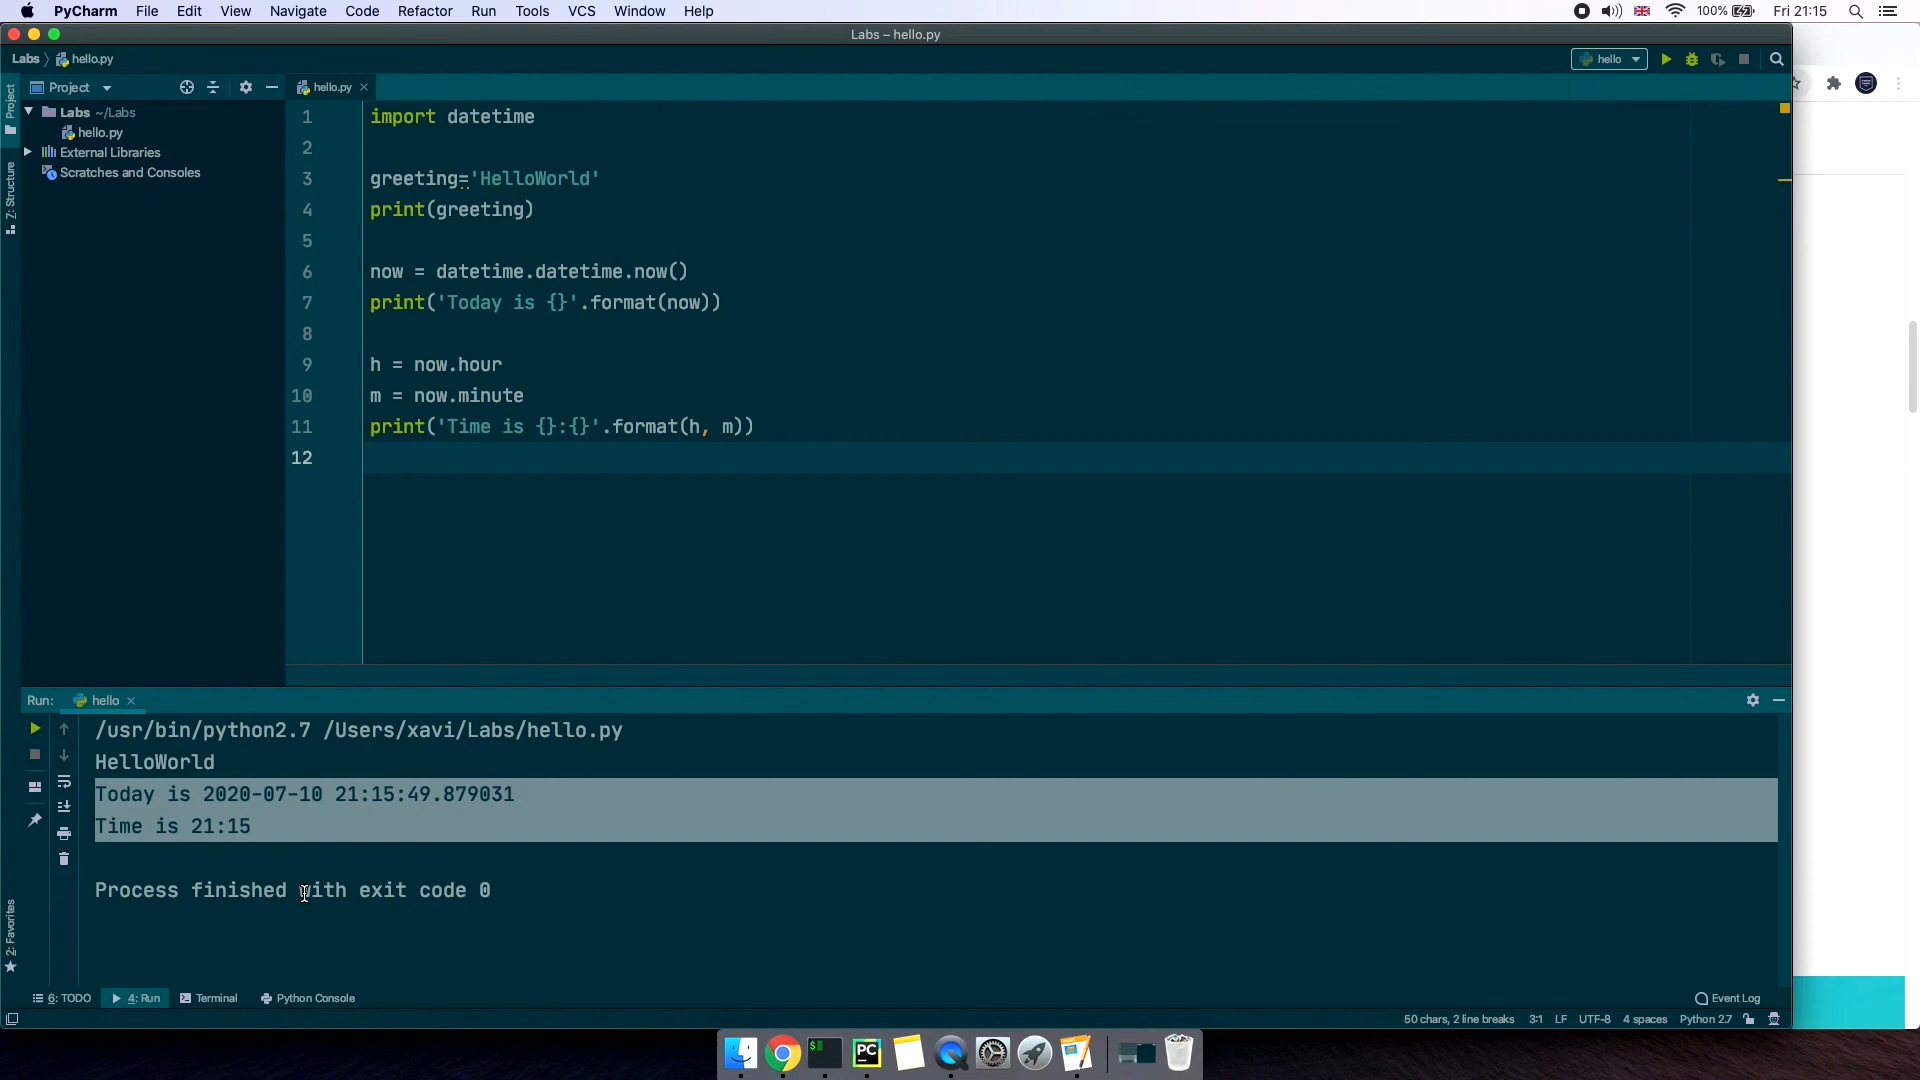 PyCharm File Edit View Navigate Code Refactor Run Tools VCS Window Help 100% Fri 21:15
Labs – hello.py
Labs hello.py hello
Project hello.py
Labs ~/Labs
hello.py
External Libraries
Scratches and Consoles
Project
Z: Structure
1 import datetime
2
3 greeting='HelloWorld'
4 print(greeting)
5
6 now = datetime.datetime.now()
7 print('Today is {}'.format(now))
8
9 h = now.hour
10 m = now.minute
11 print('Time is {}:{}'.format(h, m))
12
Run: hello
/usr/bin/python2.7 /Users/xavi/Labs/hello.py
HelloWorld
Today is 2020-07-10 21:15:49.879031
Time is 21:15
Process finished with exit code 0
2: Favorites
6: TODO 4: Run Terminal Python Console Event Log
50 chars, 2 line breaks 3:1 LF UTF-8 4 spaces Python 2.7
$
PC